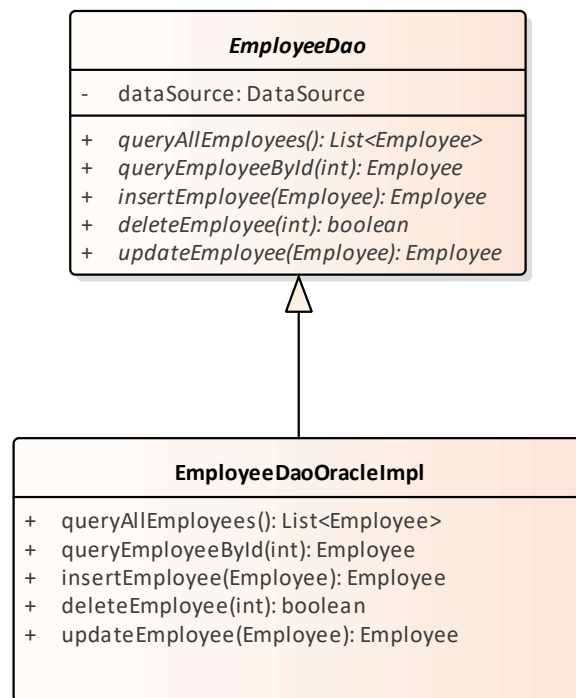 EmployeeDao
- dataSource: DataSource
+ queryAllEmployees(): List<Employee>
+ queryEmployeeById(int): Employee
+ insertEmployee(Employee): Employee
+ deleteEmployee(int): boolean
+ updateEmployee(Employee): Employee
EmployeeDaoOracleImpl
+ queryAllEmployees(): List<Employee>
+ queryEmployeeById(int): Employee
+ insertEmployee(Employee): Employee
+ deleteEmployee(int): boolean
+ updateEmployee(Employee): Employee